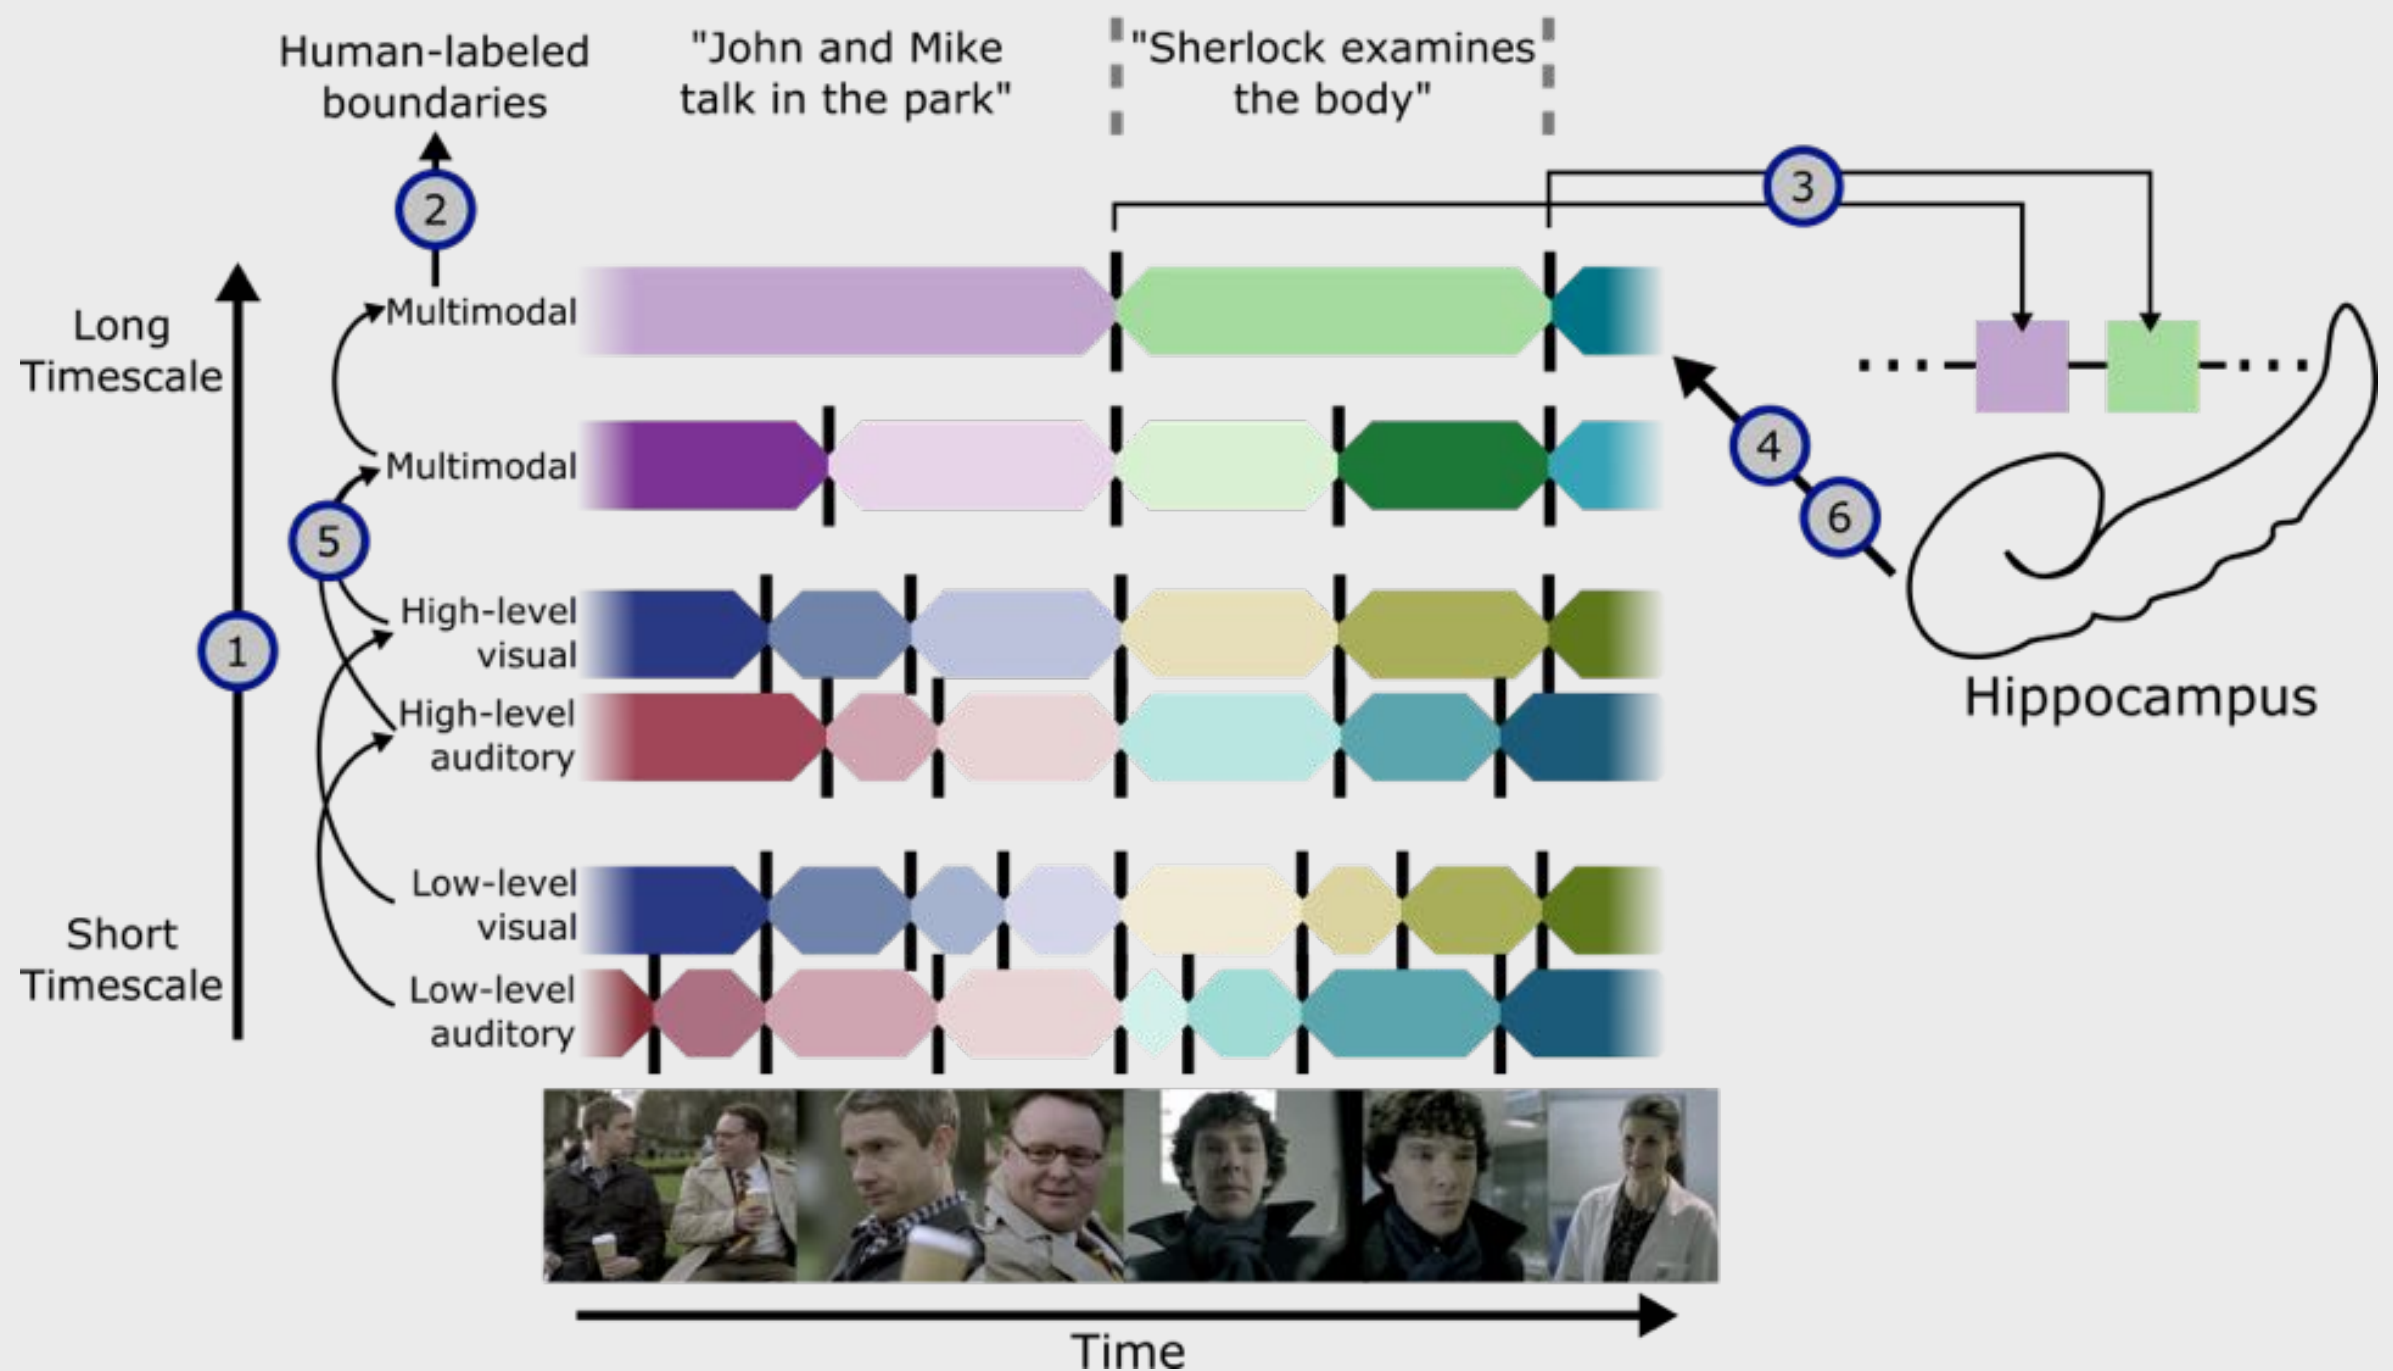 Human-labeled
boundaries
"John and Mike
talk in the park"
"Sherlock examines
the body"
2
3
Long
Timescale
Multimodal
Multimodal
4
6
5
1
High-level
visual
High-level
auditory
Hippocampus
Low-level
visual
Short
Timescale
Low-level
auditory
Time